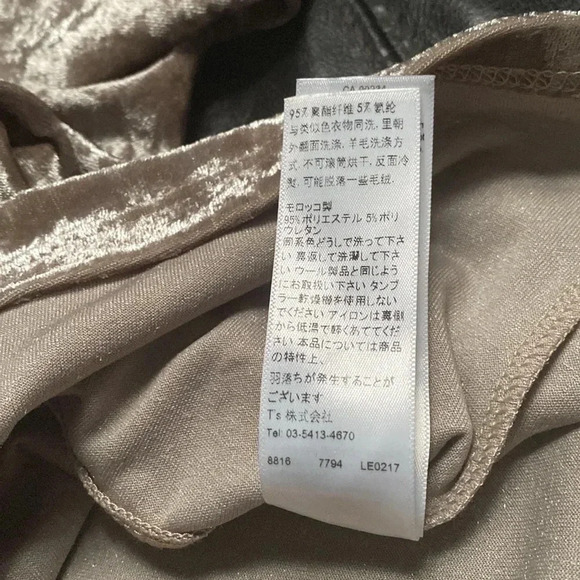 CA 00234
95% 聚酯纤维 5% 氨纶
与类似色衣物同洗, 里朝
外翻面洗涤, 羊毛洗涤方
式, 不可滚筒烘干, 反面冷
烫, 可能脱落一些毛绒,
モロッコ製
95% ポリエステル 5% ポリ
ウレタン
同系色どうしで洗って下さ
い 裏返して洗濯して下さ
い ウール製品と同じように
お取扱い下さい タンブ
ラー乾燥機を使用しない
でください アイロンは裏側
から低温で軽くあててくだ
さい 本品については商品
の特性上、
羽落ちが発生することが
ございます
T's 株式会社
Tel: 03-5413-4670
8816 7794 LE0217